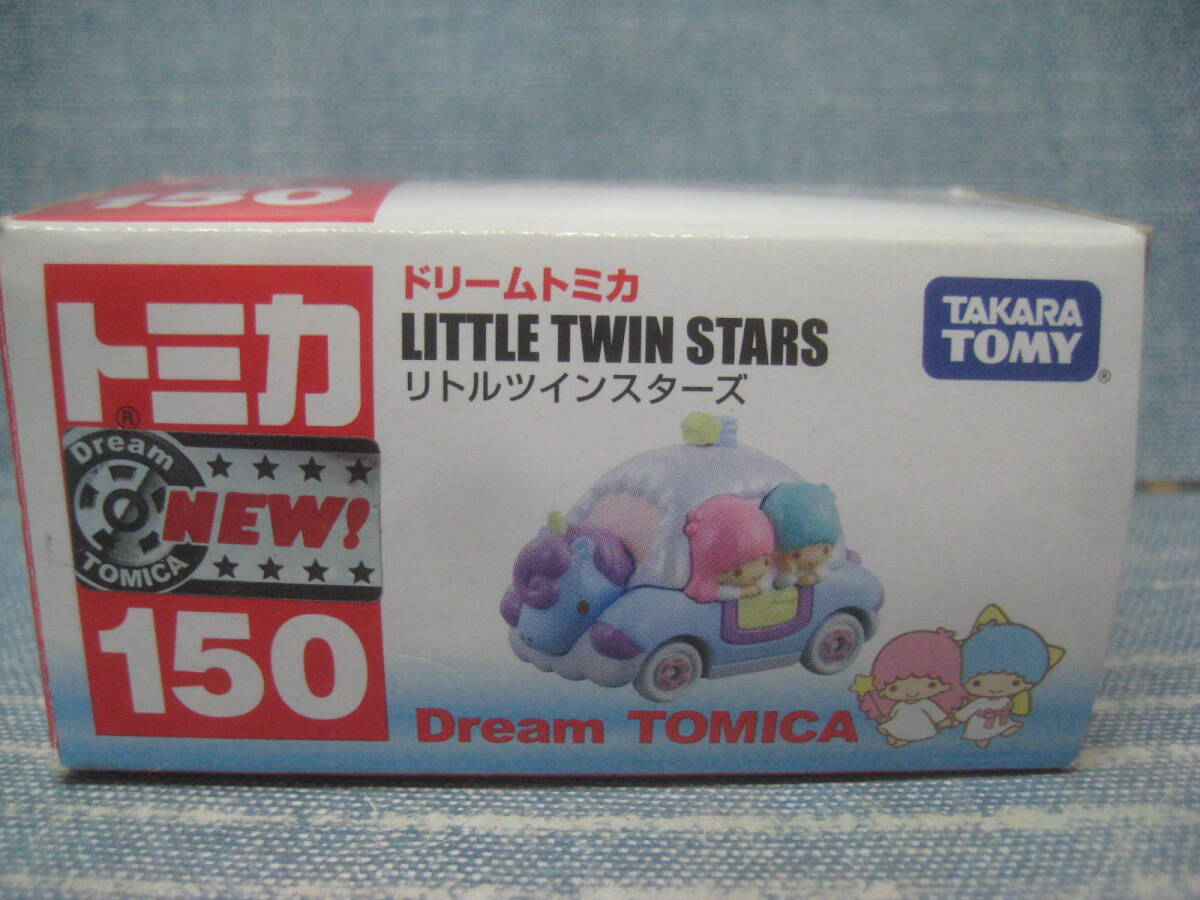 150
トミカ
®
Dream
NEW!
TOMICA
150
ドリームトミカ
LITTLE TWIN STARS
リトルツインスターズ
TAKARA
TOMY
®
Dream TOMICA